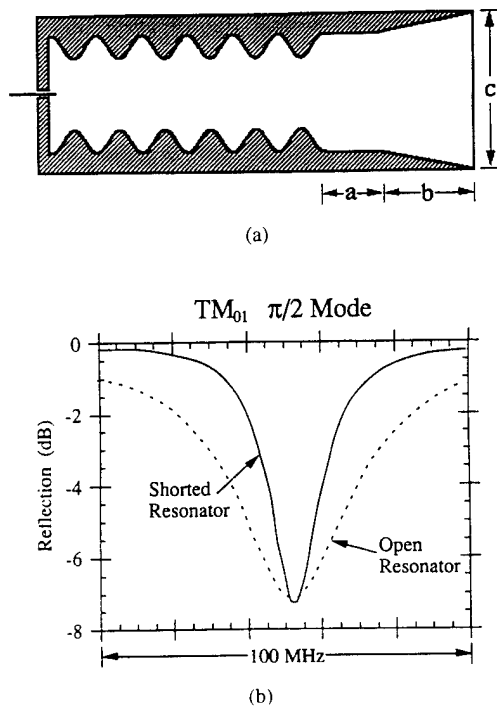 c
a
b
(a)
TM₀₁ π/2 Mode
0
-2
-4
-6
-8
Reflection (dB)
Shorted
Resonator
Open
Resonator
100 MHz
(b)